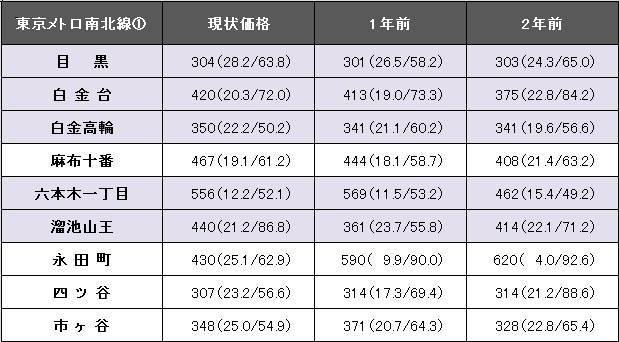 東京メトロ南北線① 現状価格 1年前 2年前
目 黒 304(28.2/63.8) 301(26.5/58.2) 303(24.3/65.0)
白 金 台 420(20.3/72.0) 413(19.0/73.3) 375(22.8/84.2)
白金高輪 350(22.2/50.2) 341(21.1/60.2) 341(19.6/56.6)
麻布十番 467(19.1/61.2) 444(18.1/58.7) 408(21.4/63.2)
六本木一丁目 556(12.2/52.1) 569(11.5/53.2) 462(15.4/49.2)
溜池山王 440(21.2/86.8) 361(23.7/55.8) 414(22.1/71.2)
永 田 町 430(25.1/62.9) 590( 9.9/90.0) 620( 4.0/92.6)
四 ツ 谷 307(23.2/56.6) 314(17.3/69.4) 314(21.2/88.6)
市 ヶ 谷 348(25.0/54.9) 371(20.7/64.3) 328(22.8/65.4)